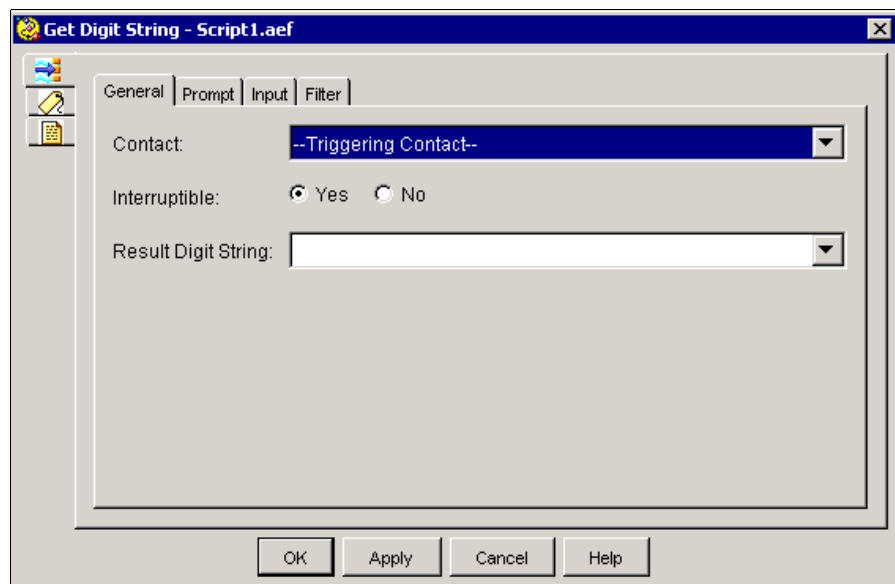 Get Digit String - Script1.aef
General Prompt Input Filter
Contact: --Triggering Contact--
Interruptible: Yes No
Result Digit String:
OK Apply Cancel Help